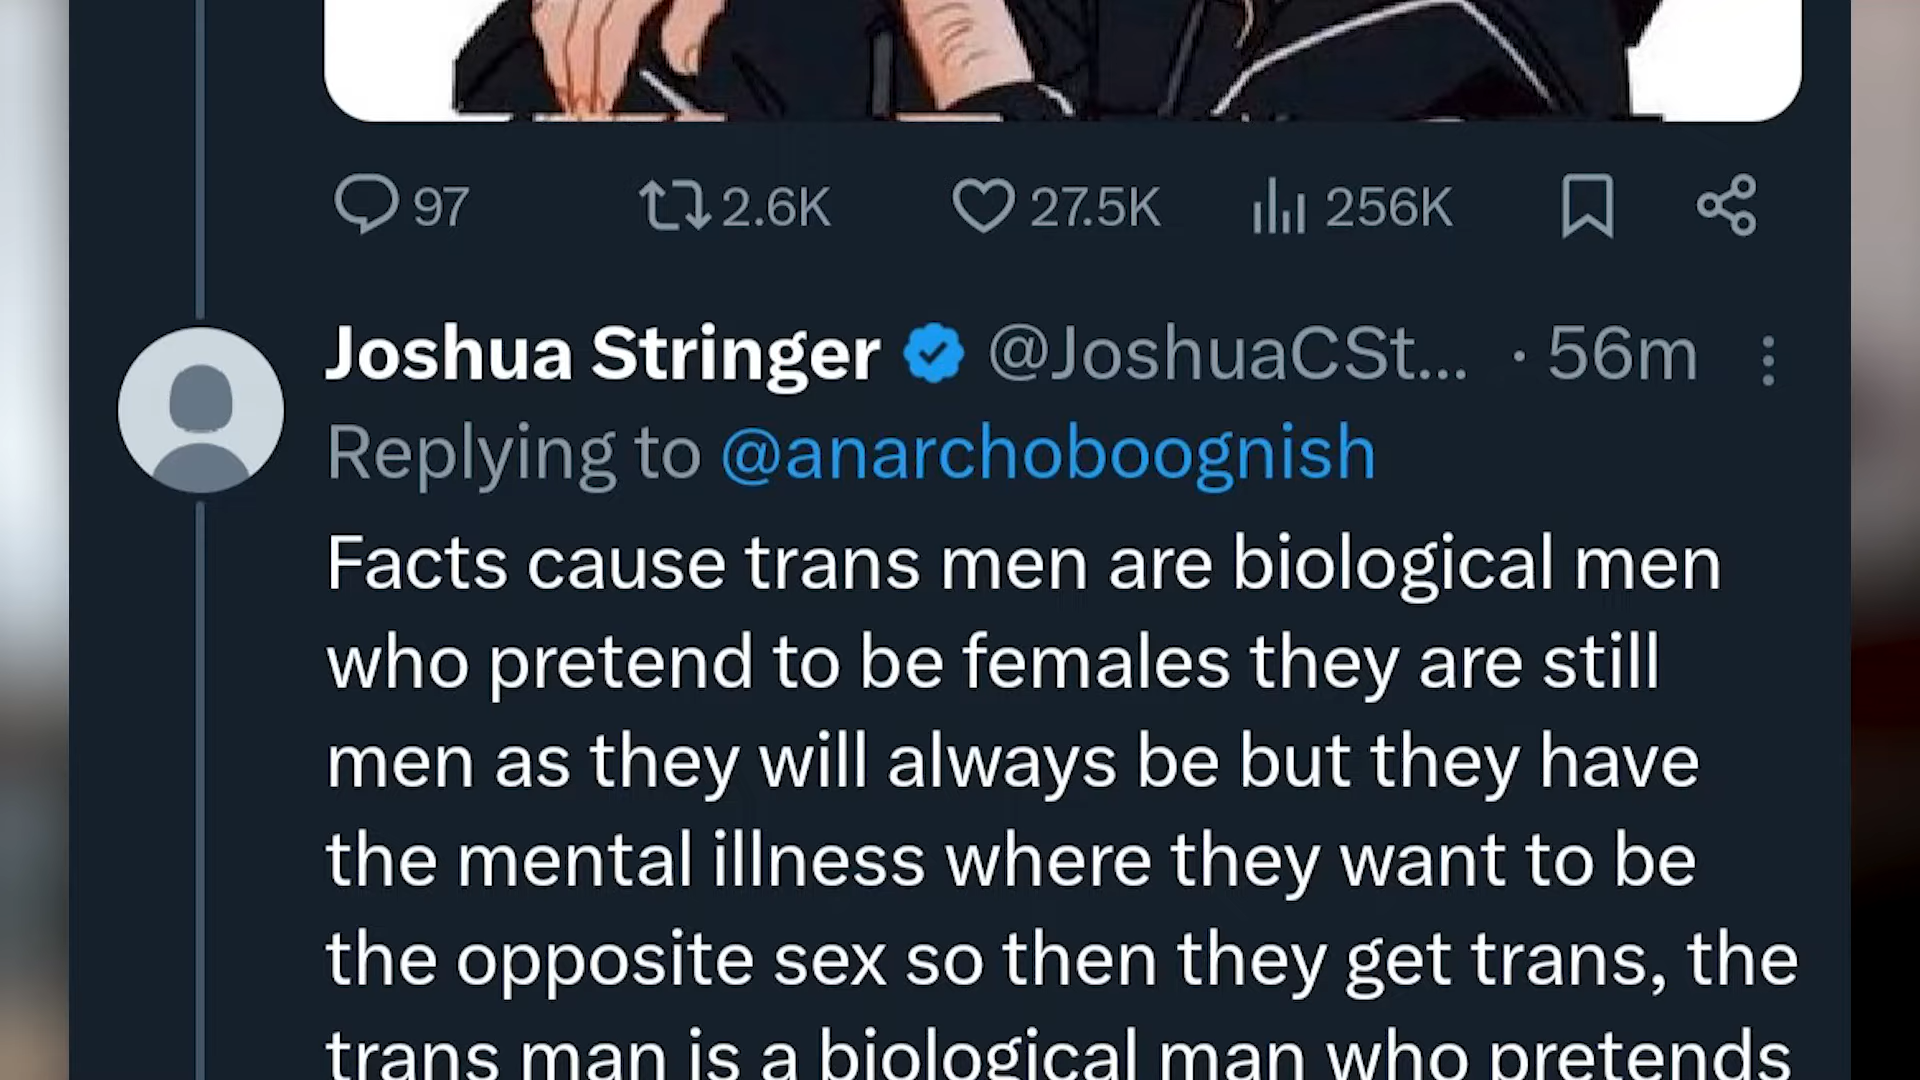 97 2.6K 27.5K 256K
Joshua Stringer @JoshuaCSt... · 56m
Replying to @anarchoboognish
Facts cause trans men are biological men
who pretend to be females they are still
men as they will always be but they have
the mental illness where they want to be
the opposite sex so then they get trans, the
trans man is a biological man who pretends